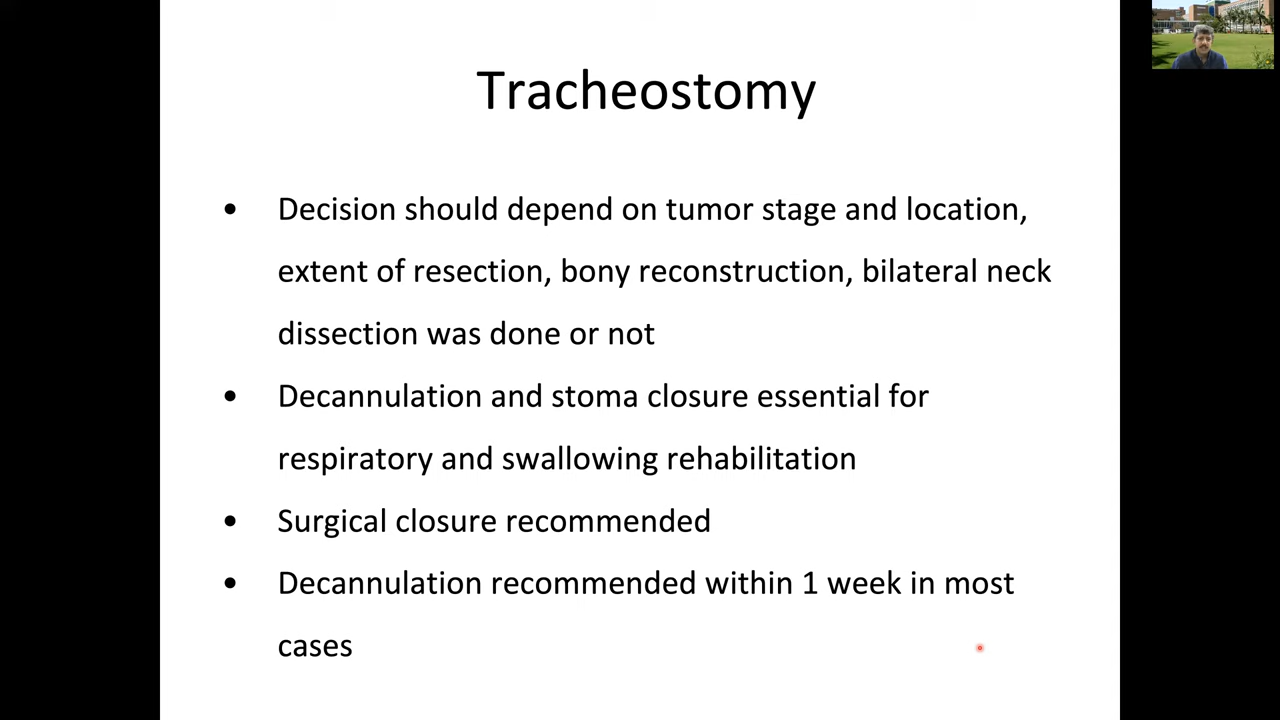 Tracheostomy
• Decision should depend on tumor stage and location,
extent of resection, bony reconstruction, bilateral neck
dissection was done or not
• Decannulation and stoma closure essential for
respiratory and swallowing rehabilitation
• Surgical closure recommended
• Decannulation recommended within 1 week in most
cases